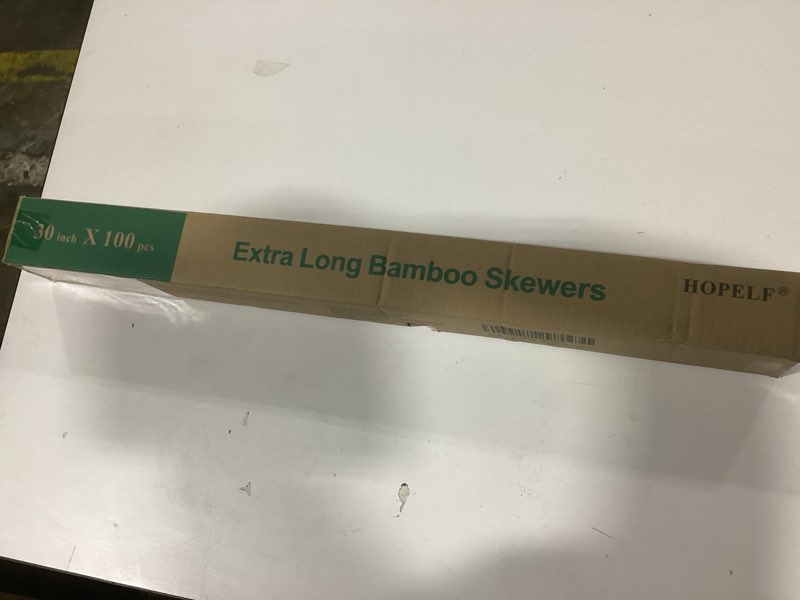 30 inch X 100 pcs
Extra Long Bamboo Skewers
HOPELF®